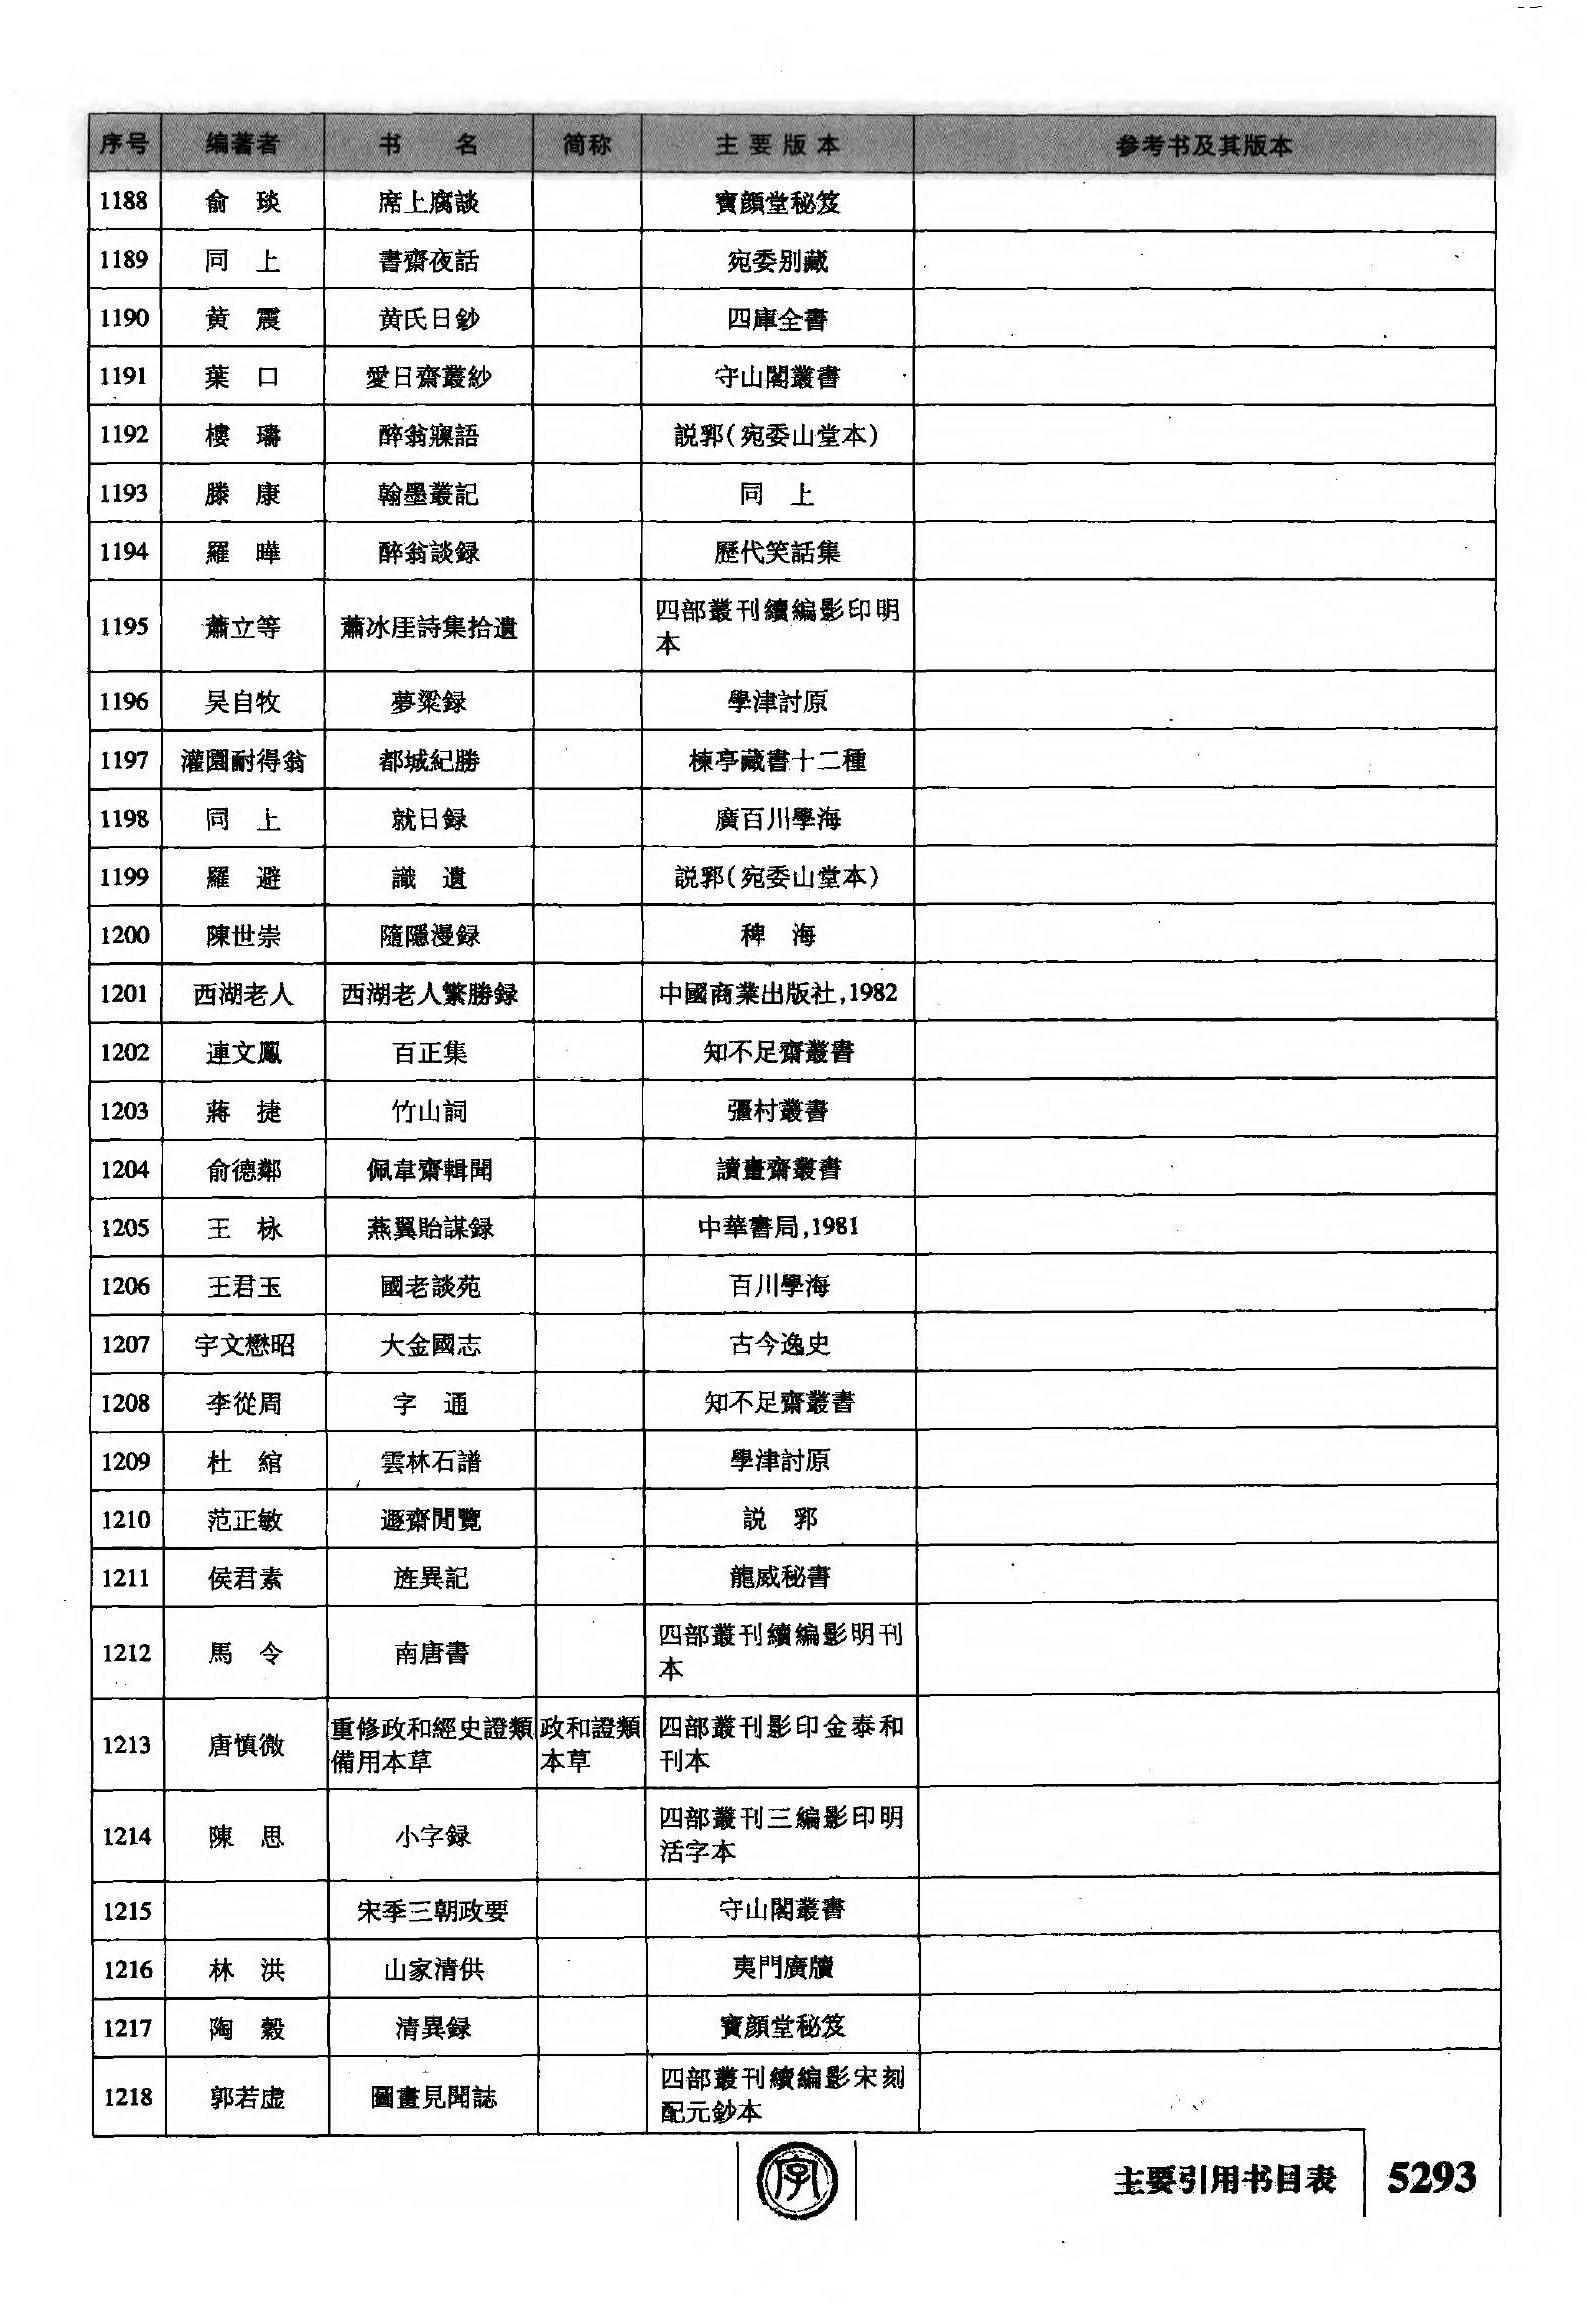 序号 编著者 书　　名 简称 主要版本 参考书及其版本
1188 俞　琰 席上腐談 寶顔堂秘笈
1189 同　上 書齋夜話 宛委别藏
1190 黄　震 黄氏日鈔 四庫全書
1191 葉　口 愛日齋叢鈔 守山閣叢書
1192 樓　璹 醉翁寱語 説郛(宛委山堂本)
1193 滕　康 翰墨叢記 同　上
1194 羅　曄 醉翁談録 歷代笑話集
1195 蕭立等 蕭冰厓詩集拾遺 四部叢刊續編影印明
本
1196 吴自牧 夢粱録 學津討原
1197 灌園耐得翁 都城紀勝 楝亭藏書十二種
1198 同　上 就日録 廣百川學海
1199 羅　避 識　遺 説郛(宛委山堂本)
1200 陳世崇 隨隱漫録 稗　海
1201 西湖老人 西湖老人繁勝録 中國商業出版社,1982
1202 連文鳳 百正集 知不足齋叢書
1203 蔣　捷 竹山詞 彊村叢書
1204 俞德鄰 佩韋齋輯聞 讀畫齋叢書
1205 王　栐 燕翼貽謀録 中華書局,1981
1206 王君玉 國老談苑 百川學海
1207 宇文懋昭 大金國志 古今逸史
1208 李從周 字　通 知不足齋叢書
1209 杜　綰 雲林石譜 學津討原
1210 范正敏 遯齋閒覽 説　郛
1211 侯君素 旌異記 龍威秘書
1212 馬　令 南唐書 四部叢刊續編影明刊
本
1213 唐慎微 重修政和經史證類 政和證類 四部叢刊影印金泰和
備用本草 本草 刊本
1214 陳　思 小字録 四部叢刊三編影印明
活字本
1215 宋季三朝政要 守山閣叢書
1216 林　洪 山家清供 夷門廣牘
1217 陶　穀 清異録 寶顔堂秘笈
1218 郭若虚 圖畫見聞誌 四部叢刊續編影宋刻
配元鈔本
字 主要引用书目表 5293